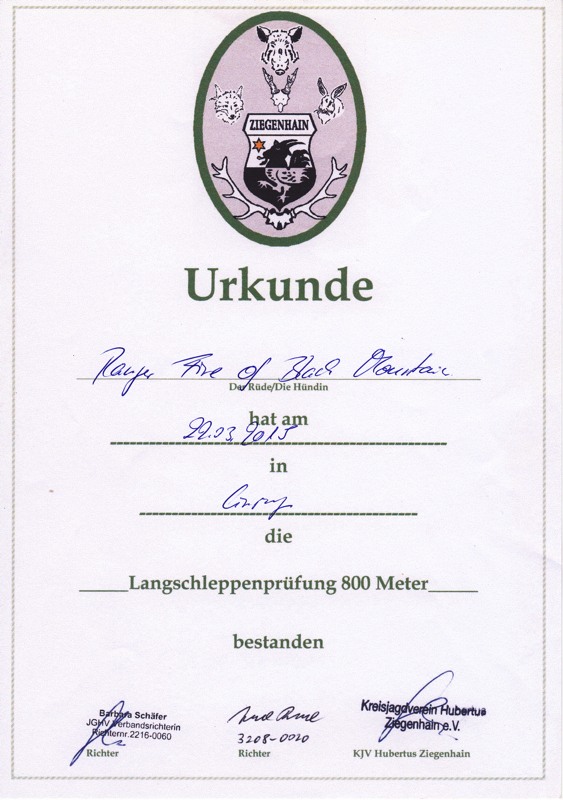 ZIEGENHAIN
Urkunde
Ranger Fire of Black Mountain
Der Rüde/Die Hündin
hat am
22.03.2015
in
die
Langschleppenprüfung 800 Meter
bestanden
Barbara Schäfer
JGHV Verbandsrichterin
Richternr.2216-0060
Richter
3208-0020
Richter
Kreisjagdverein Hubertus
Ziegenhain e.V.
KJV Hubertus Ziegenhain